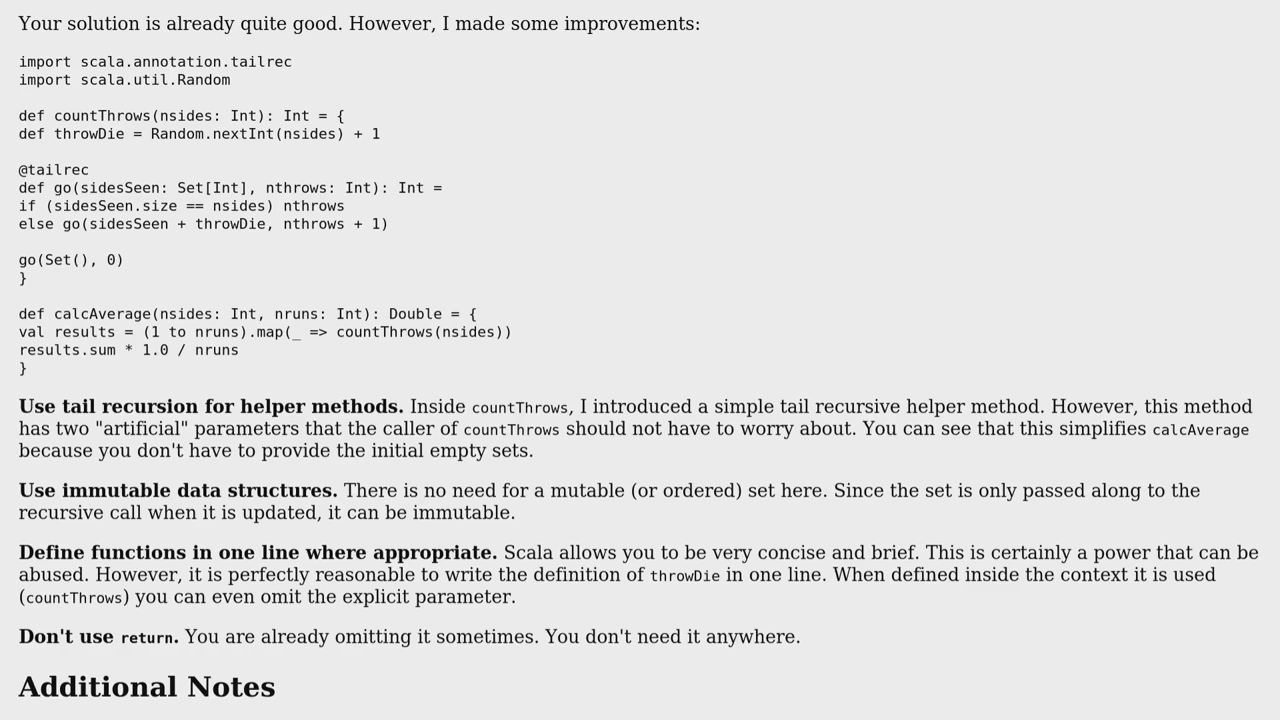 Your solution is already quite good. However, I made some improvements:
import scala.annotation.tailrec
import scala.util.Random
def countThrows(nsides: Int): Int = {
def throwDie = Random.nextInt(nsides) + 1
@tailrec
def go(sidesSeen: Set[Int], nthrows: Int): Int =
if (sidesSeen.size == nsides) nthrows
else go(sidesSeen + throwDie, nthrows + 1)
go(Set(), 0)
}
def calcAverage(nsides: Int, nruns: Int): Double = {
val results = (1 to nruns).map(_ => countThrows(nsides))
results.sum * 1.0 / nruns
}
Use tail recursion for helper methods. Inside countThrows, I introduced a simple tail recursive helper method. However, this method
has two "artificial" parameters that the caller of countThrows should not have to worry about. You can see that this simplifies calcAverage
because you don't have to provide the initial empty sets.
Use immutable data structures. There is no need for a mutable (or ordered) set here. Since the set is only passed along to the
recursive call when it is updated, it can be immutable.
Define functions in one line where appropriate. Scala allows you to be very concise and brief. This is certainly a power that can be
abused. However, it is perfectly reasonable to write the definition of throwDie in one line. When defined inside the context it is used
(countThrows) you can even omit the explicit parameter.
Don't use return. You are already omitting it sometimes. You don't need it anywhere.
Additional Notes